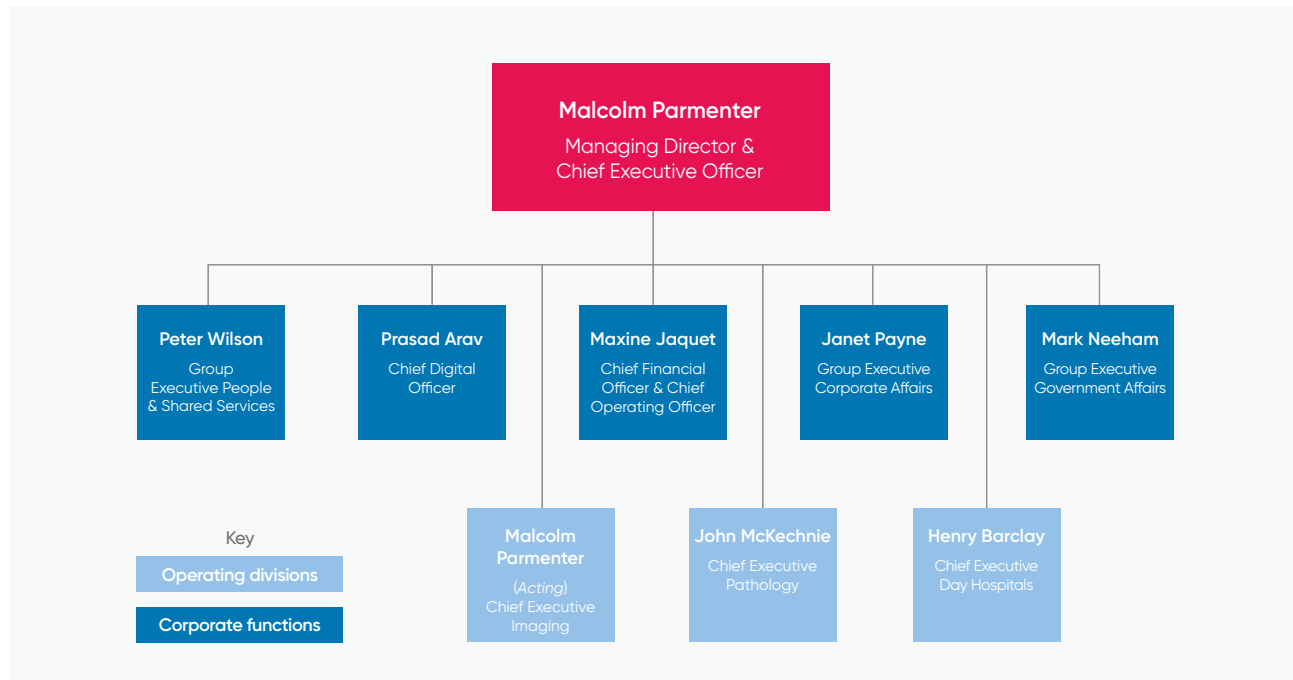 Malcolm Parmenter
Managing Director &
Chief Executive Officer
Peter Wilson
Group
Executive People
& Shared Services
Prasad Arav
Chief Digital
Officer
Maxine Jaquet
Chief Financial
Officer & Chief
Operating Officer
Janet Payne
Group Executive
Corporate Affairs
Mark Neeham
Group Executive
Government Affairs
Malcolm
Parmenter
(Acting)
Chief Executive
Imaging
John McKechnie
Chief Executive
Pathology
Henry Barclay
Chief Executive
Day Hospitals
Key
Operating divisions
Corporate functions